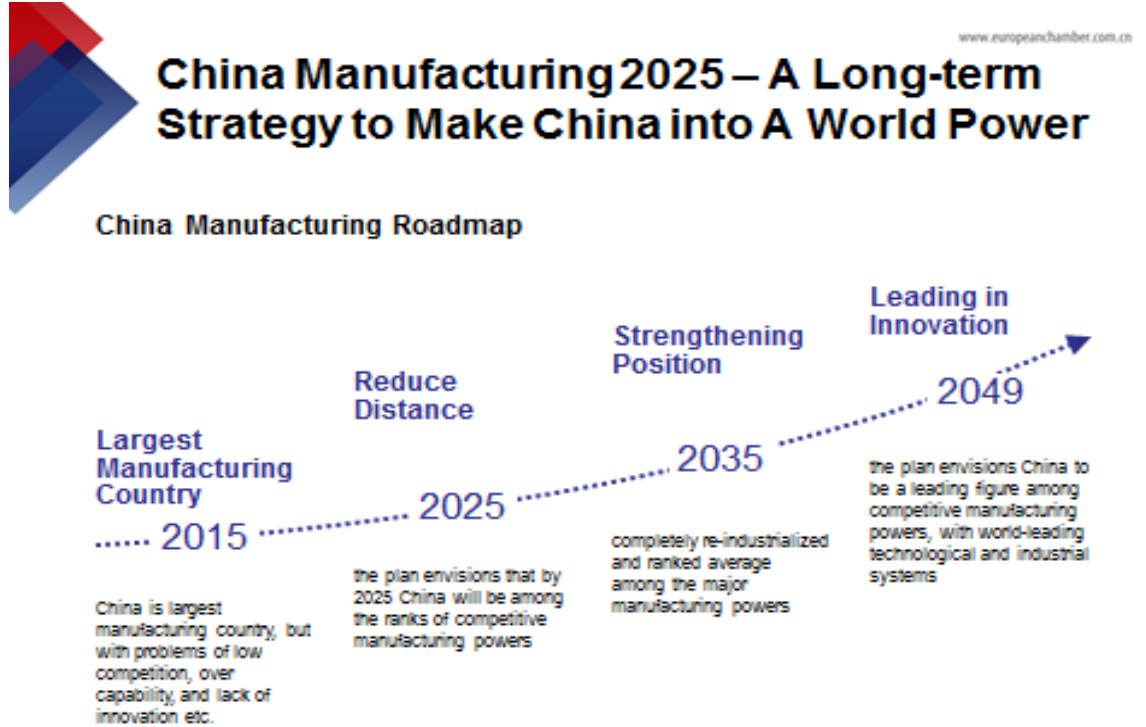 www.europeanchamber.com.cn
China Manufacturing 2025 – A Long-term
Strategy to Make China into A World Power
China Manufacturing Roadmap
Largest
Manufacturing
Country
2015
China is largest
manufacturing country, but
with problems of low
competition, over
capability, and lack of
innovation etc.
Reduce
Distance
2025
the plan envisions that by
2025 China will be among
the ranks of competitive
manufacturing powers
Strengthening
Position
2035
completely re-industrialized
and ranked average
among the major
manufacturing powers
Leading in
Innovation
2049
the plan envisions China to
be a leading figure among
competitive manufacturing
powers, with world-leading
technological and industrial
systems